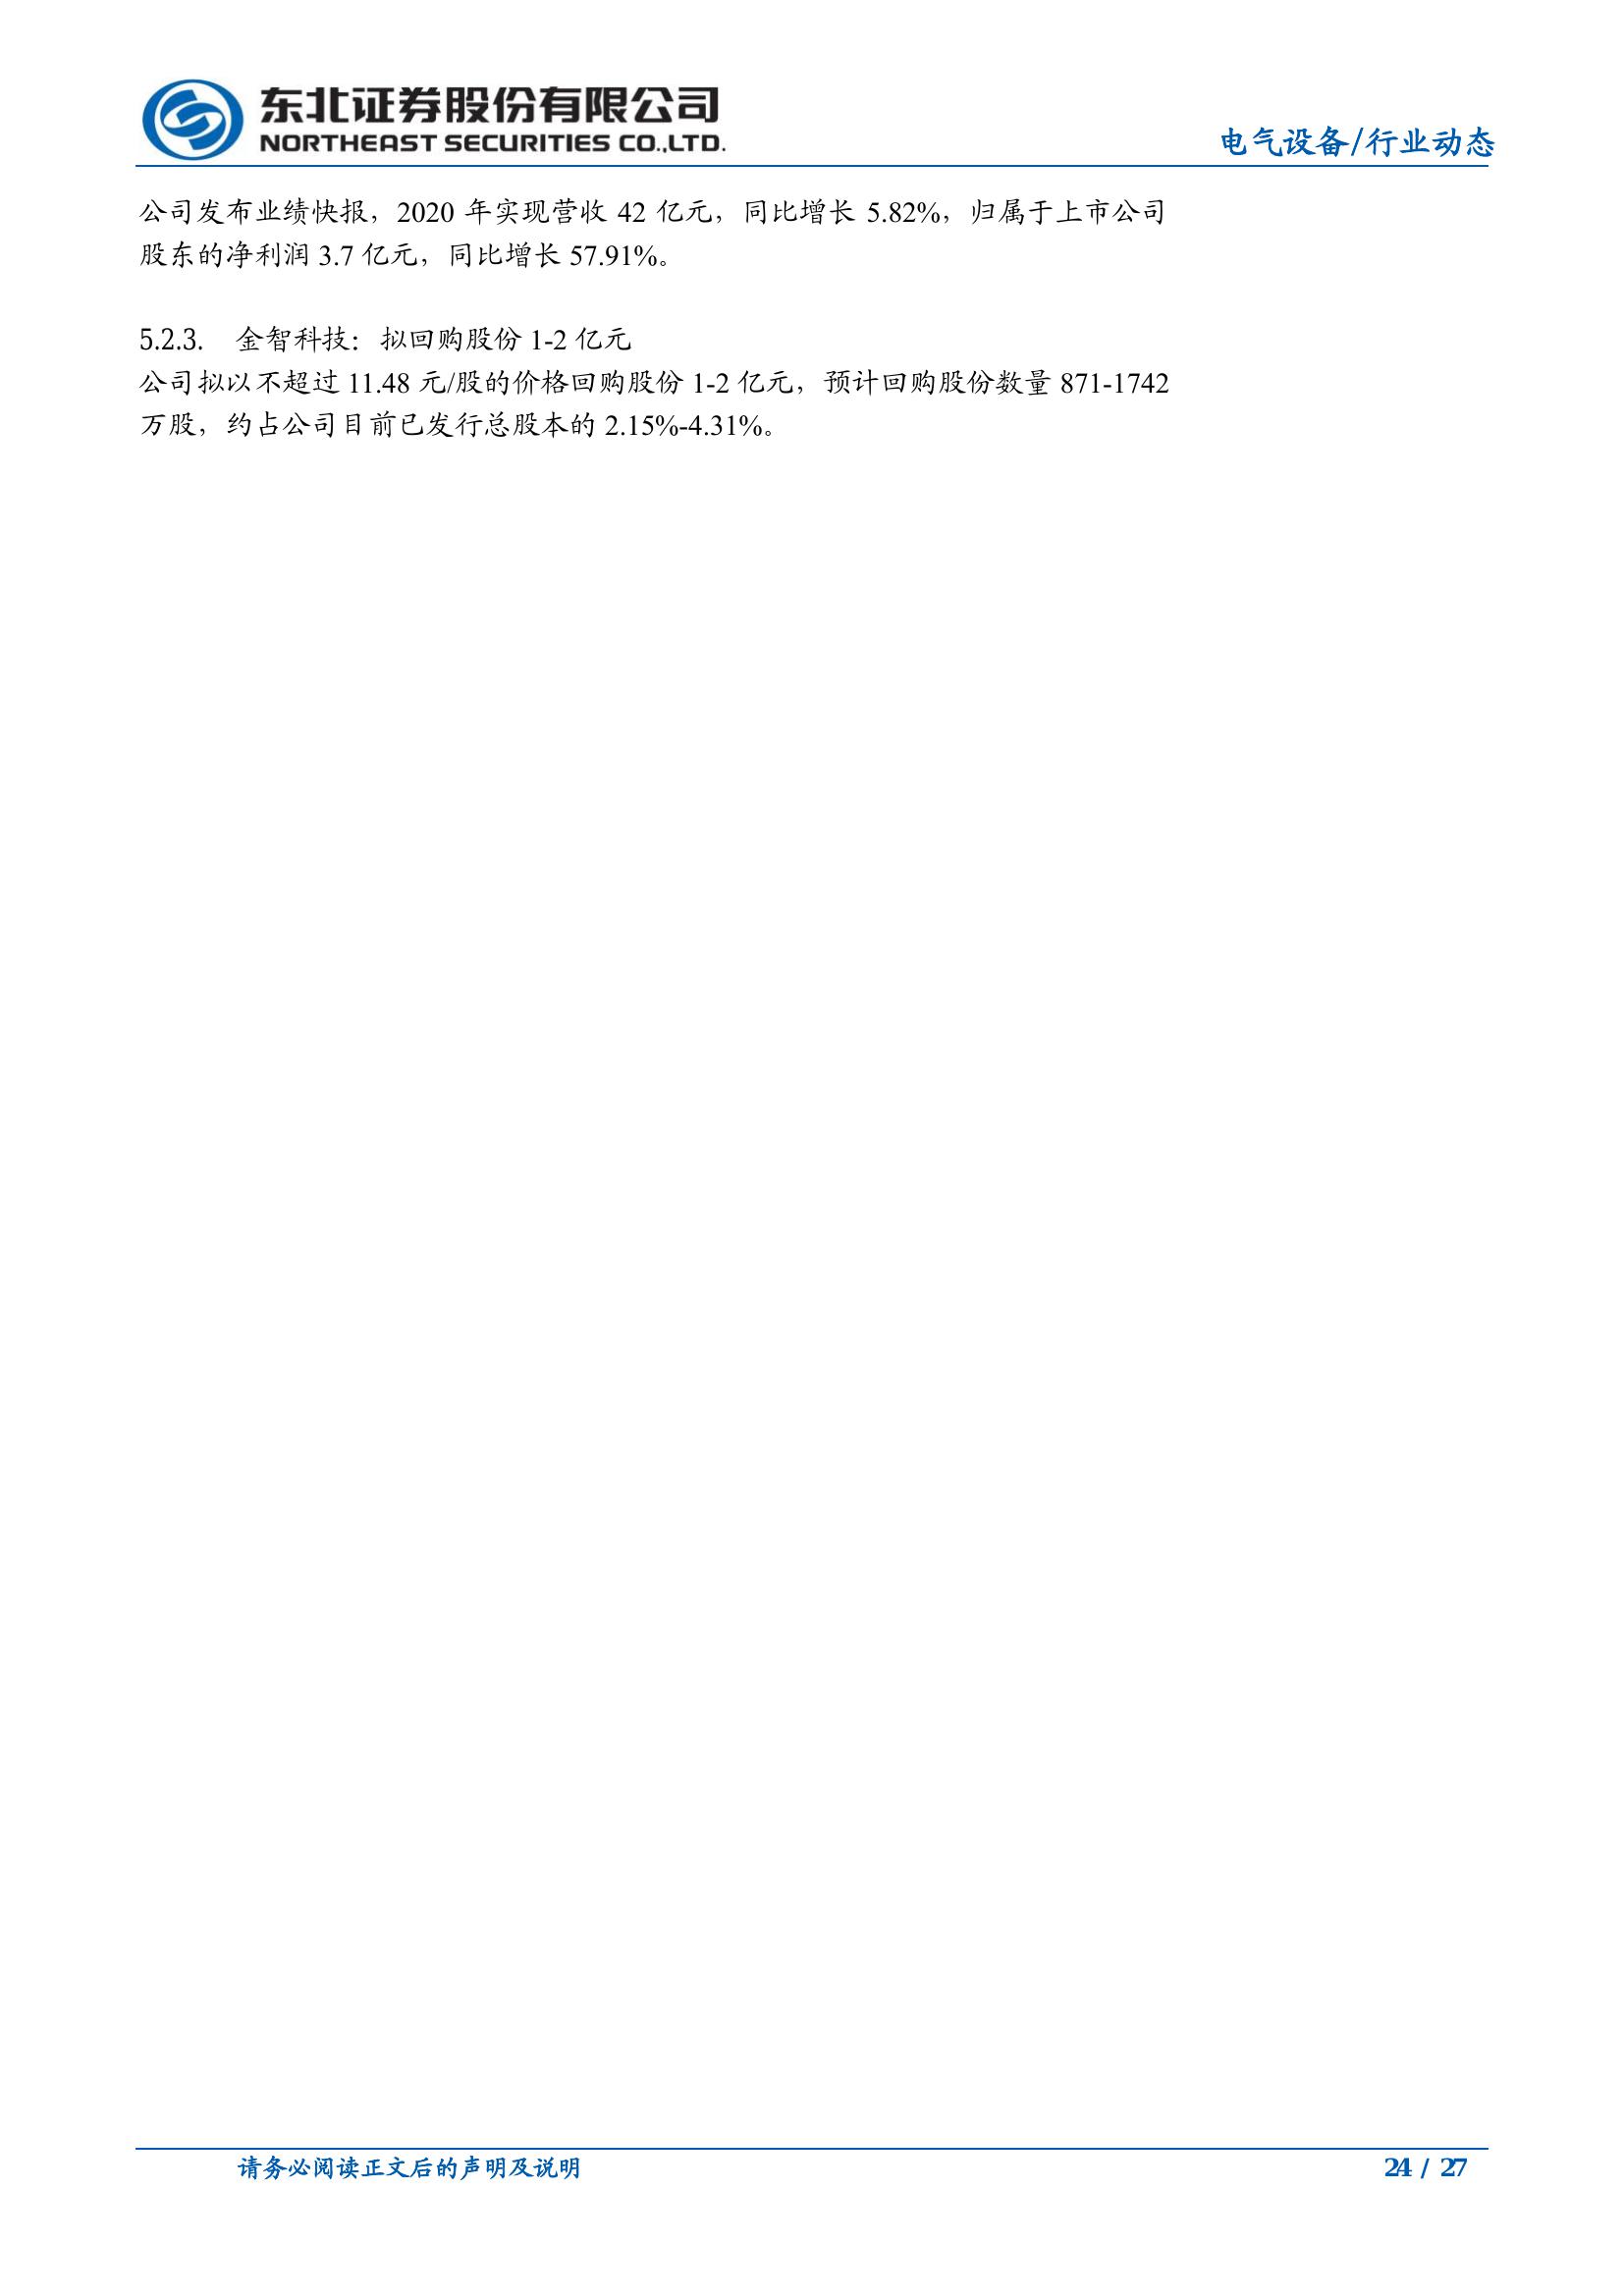 东北证券股份有限公司
NORTHEAST SECURITIES CO.,LTD.
电气设备/行业动态
公司发布业绩快报，2020 年实现营收 42 亿元，同比增长 5.82%，归属于上市公司
股东的净利润 3.7 亿元，同比增长 57.91%。
5.2.3. 金智科技：拟回购股份 1-2 亿元
公司拟以不超过 11.48 元/股的价格回购股份 1-2 亿元，预计回购股份数量 871-1742
万股，约占公司目前已发行总股本的 2.15%-4.31%。
请务必阅读正文后的声明及说明
24 / 27